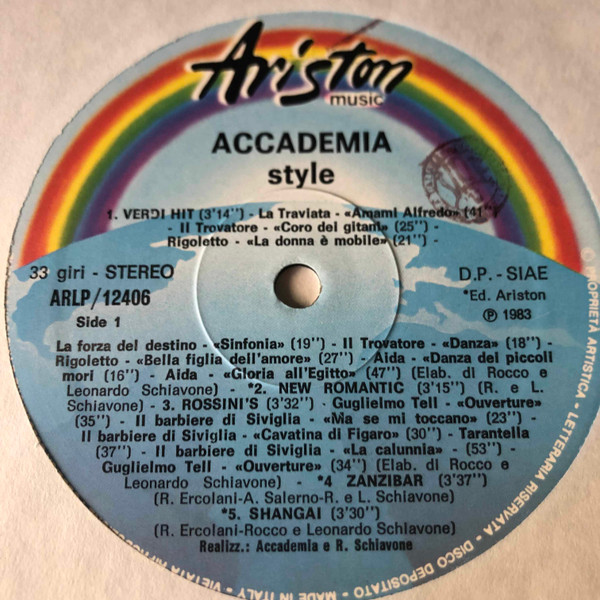 Ariston
music
ACCADEMIA
style
1. VERDI HIT (3'14") - La Traviata - «Amami Alfredo» (41")
- Il Trovatore - «Coro dei gitani» (25") -
Rigoletto - «La donna è mobile» (21") -
33 giri - STEREO
ARLP/12406
Side 1
D.P. - SIAE
*Ed. Ariston
Ⓟ 1983
La forza del destino - «Sinfonia» (19") - Il Trovatore - «Danza» (18") -
Rigoletto - «Bella figlia dell'amore» (27") - Aida - «Danza dei piccoli
mori (16") - Aida - «Gloria all'Egitto» (47") (Elab. di Rocco e
Leonardo Schiavone) - *2. NEW ROMANTIC (3'15") (R. e L.
Schiavone) - 3. ROSSINI'S (3'32") - Guglielmo Tell - «Ouverture»
(35") - Il barbiere di Siviglia - «Ma se mi toccano» (23") -
Il barbiere di Siviglia - «Cavatina di Figaro» (30") - Tarantella
(37") - Il barbiere di Siviglia - «La calunnia» (53") -
Guglielmo Tell - «Ouverture» (34") (Elab. di Rocco e
Leonardo Schiavone) - *4 ZANZIBAR (3'37")
(R. Ercolani-A. Salerno-R. e L. Schiavone)
*5. SHANGAI (3'30")
(R. Ercolani-Rocco e Leonardo Schiavone)
Realizz.: Accademia e R. Schiavone
PROPRIETÀ ARTISTICA - LETTERARIA RISERVATA - DISCO DEPOSITATO - MADE IN ITALY - VIETATA